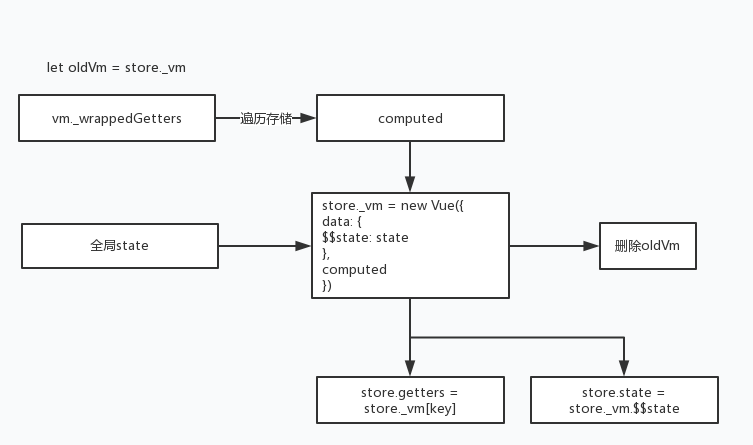 let oldVm = store._vm
vm._wrappedGetters
遍历存储
computed
store._vm = new Vue({
data: {
$$state: state
},
computed
})
全局state
删除oldVm
store.getters =
store._vm[key]
store.state =
store._vm.$$state